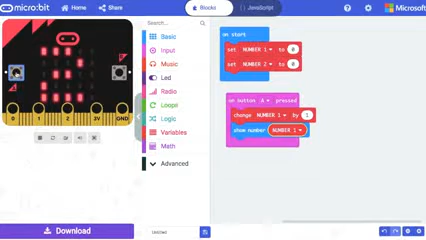 micro:bit
Home
Share
Blocks
JavaScript
Microsoft
Search...
Basic
Input
Music
Led
Radio
Loops
Logic
Variables
Math
Advanced
A
B
0
1
2
3V
GND
Download
Untitled
on start
set NUMBER 1 to 0
set NUMBER 2 to 0
on button A pressed
change NUMBER 1 by 1
show number NUMBER 1